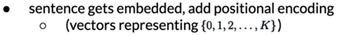 • sentence gets embedded, add positional encoding
○ (vectors representing {0, 1, 2, . . . , K})